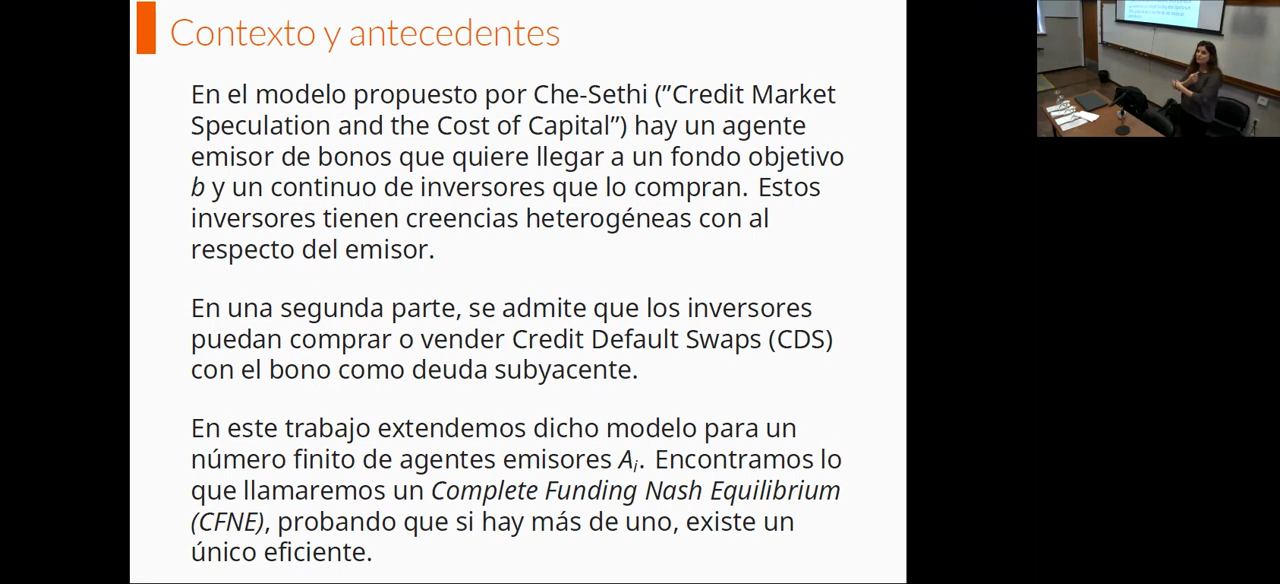 Contexto y antecedentes
En el modelo propuesto por Che-Sethi (”Credit Market
Speculation and the Cost of Capital”) hay un agente
emisor de bonos que quiere llegar a un fondo objetivo
b y un continuo de inversores que lo compran. Estos
inversores tienen creencias heterogéneas con al
respecto del emisor.
En una segunda parte, se admite que los inversores
puedan comprar o vender Credit Default Swaps (CDS)
con el bono como deuda subyacente.
En este trabajo extendemos dicho modelo para un
número finito de agentes emisores Aᵢ. Encontramos lo
que llamaremos un Complete Funding Nash Equilibrium
(CFNE), probando que si hay más de uno, existe un
único eficiente.